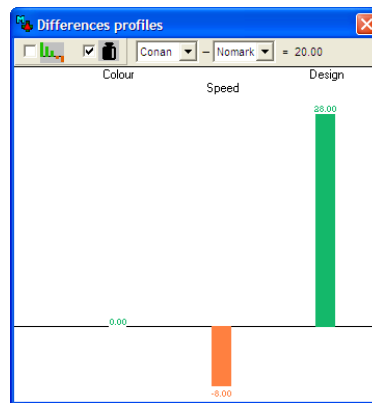 Differences profiles
Conan – Nomark = 20.00
Colour Design
Speed
28.00
0.00
-8.00